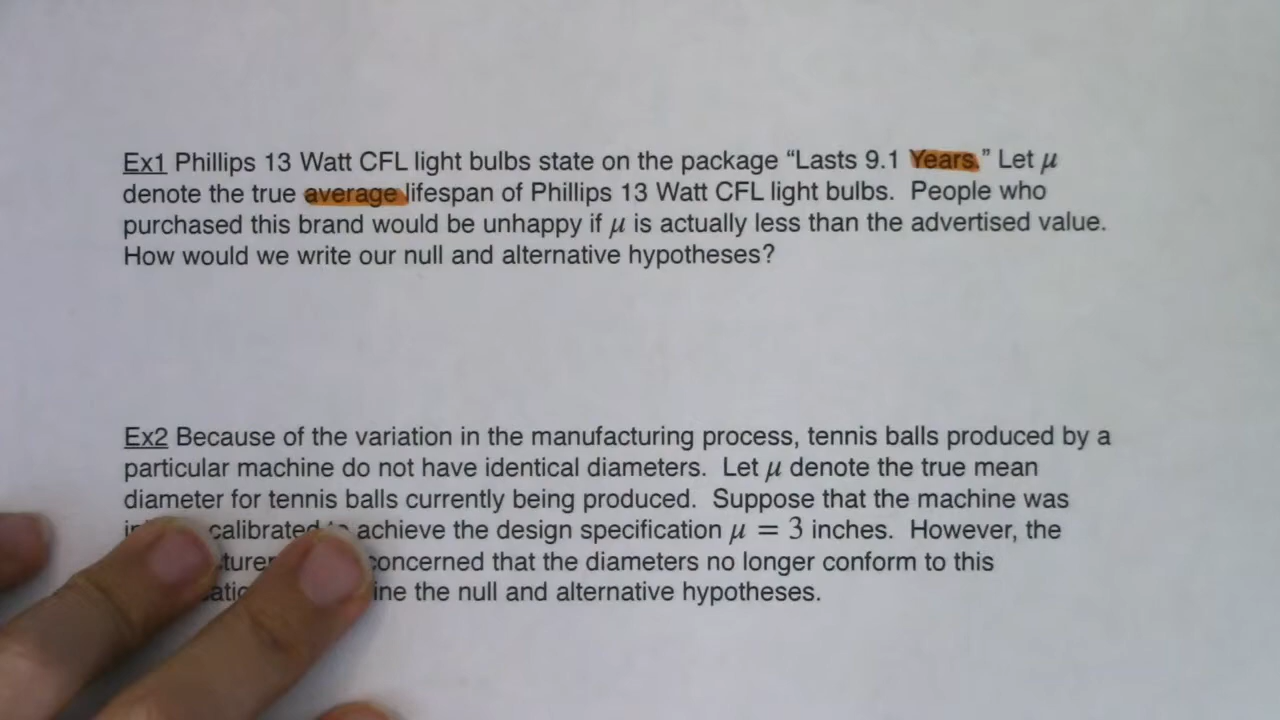 Ex1 Phillips 13 Watt CFL light bulbs state on the package “Lasts 9.1 Years.” Let μ
denote the true average lifespan of Phillips 13 Watt CFL light bulbs. People who
purchased this brand would be unhappy if μ is actually less than the advertised value.
How would we write our null and alternative hypotheses?
Ex2 Because of the variation in the manufacturing process, tennis balls produced by a
particular machine do not have identical diameters. Let μ denote the true mean
diameter for tennis balls currently being produced. Suppose that the machine was
calibrated achieve the design specification μ = 3 inches. However, the
concerned that the diameters no longer conform to this
the null and alternative hypotheses.